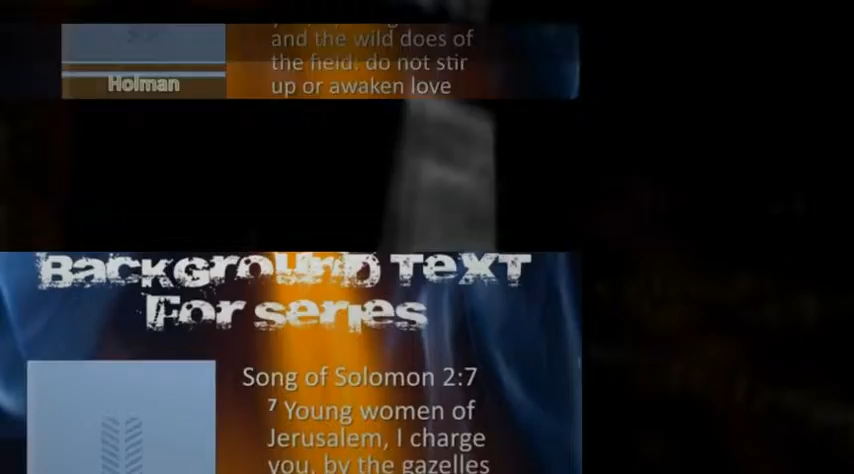 and the wild does of
the field: do not stir
up or awaken love
Holman
Background Text
For series
Song of Solomon 2:7
7 Young women of
Jerusalem, I charge
you, by the gazelles